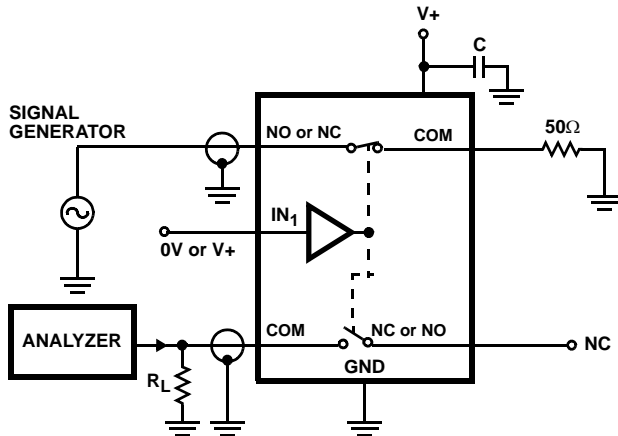 V+
C
SIGNAL
GENERATOR
NO or NC
COM
50Ω
IN1
0V or V+
ANALYZER
COM
NC or NO
NC
RL
GND